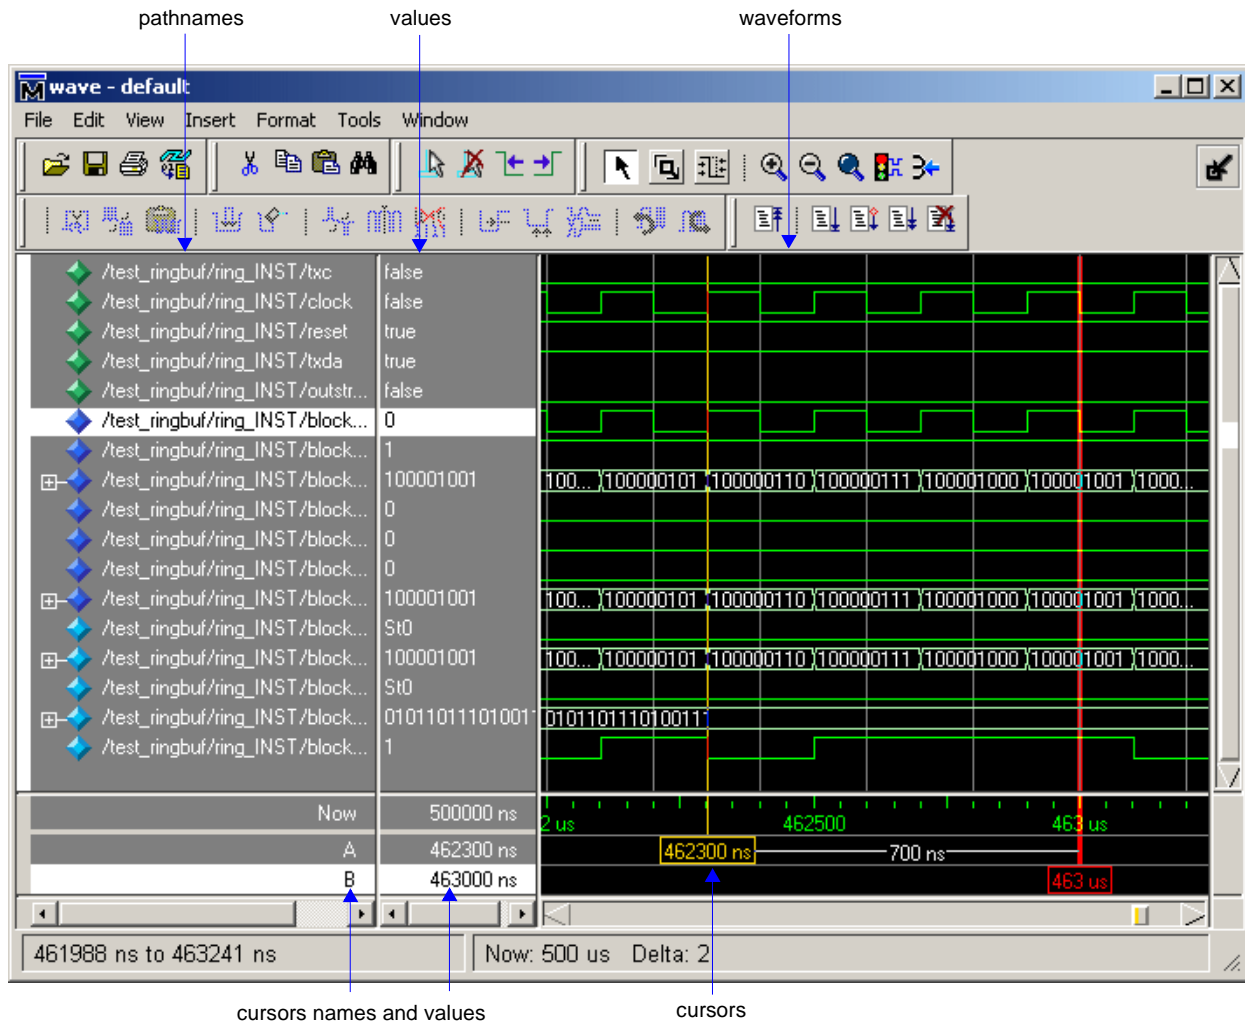 pathnames values waveforms
wave - default
File Edit View Insert Format Tools Window
/test_ringbuf/ring_INST/txc false
/test_ringbuf/ring_INST/clock false
/test_ringbuf/ring_INST/reset true
/test_ringbuf/ring_INST/txda true
/test_ringbuf/ring_INST/outstr... false
/test_ringbuf/ring_INST/block... 0
/test_ringbuf/ring_INST/block... 1
/test_ringbuf/ring_INST/block... 100001001 100... 100000101 100000110 100000111 100001000 100001001 1000...
/test_ringbuf/ring_INST/block... 0
/test_ringbuf/ring_INST/block... 0
/test_ringbuf/ring_INST/block... 0
/test_ringbuf/ring_INST/block... 100001001 100... 100000101 100000110 100000111 100001000 100001001 1000...
/test_ringbuf/ring_INST/block... St0
/test_ringbuf/ring_INST/block... 100001001 100... 100000101 100000110 100000111 100001000 100001001 1000...
/test_ringbuf/ring_INST/block... St0
/test_ringbuf/ring_INST/block... 010110111010011 010110111010011
/test_ringbuf/ring_INST/block... 1
Now 500000 ns 2 us 462500 463 us
A 462300 ns 462300 ns 700 ns
B 463000 ns 463 us
461988 ns to 463241 ns Now: 500 us Delta: 2
cursors names and values cursors